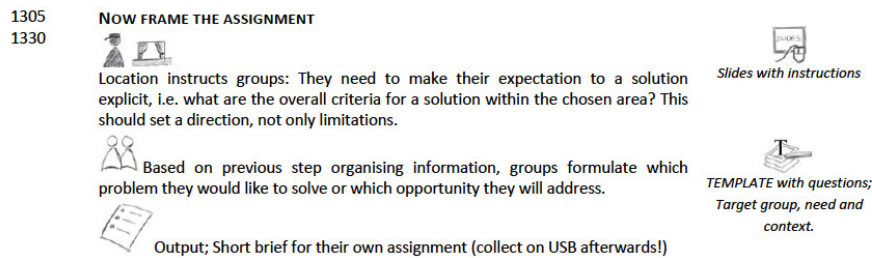 1305
1330
NOW FRAME THE ASSIGNMENT
Location instructs groups: They need to make their expectation to a solution
explicit, i.e. what are the overall criteria for a solution within the chosen area? This
should set a direction, not only limitations.
SLIDES
Slides with instructions
Based on previous step organising information, groups formulate which
problem they would like to solve or which opportunity they will address.
T
TEMPLATE with questions;
Target group, need and
context.
Output; Short brief for their own assignment (collect on USB afterwards!)